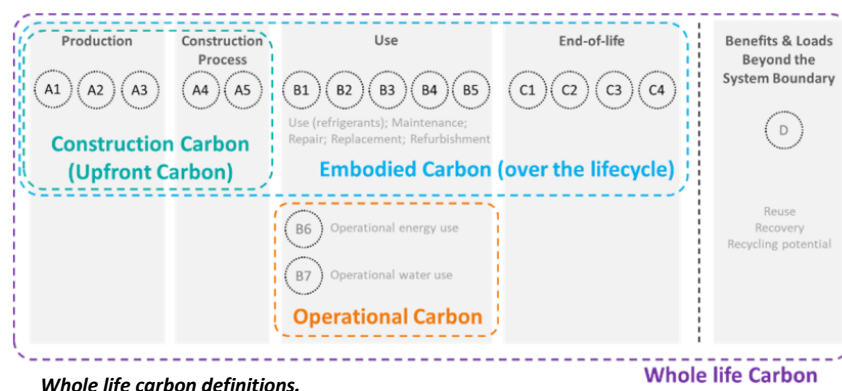 Production
Construction
Process
Use
End-of-life
Benefits & Loads
Beyond the
System Boundary
A1 A2 A3
A4 A5
B1 B2 B3 B4 B5
C1 C2 C3 C4
D
Use (refrigerants); Maintenance;
Repair; Replacement; Refurbishment
Construction Carbon
(Upfront Carbon)
Embodied Carbon (over the lifecycle)
B6 Operational energy use
B7 Operational water use
Reuse
Recovery
Recycling potential
Operational Carbon
Whole life Carbon
Whole life carbon definitions.